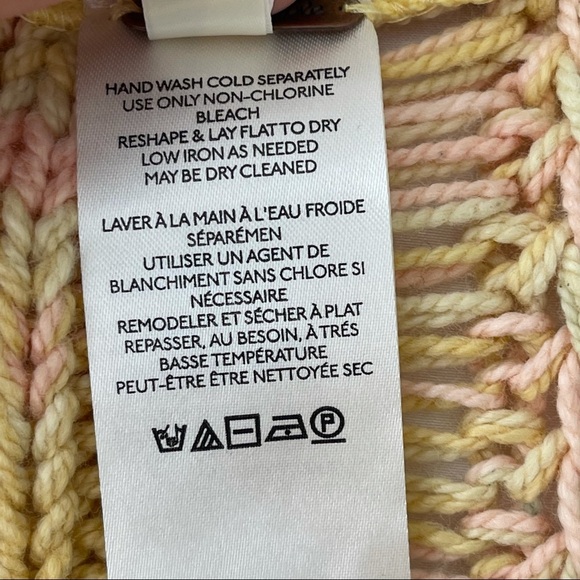 HAND WASH COLD SEPARATELY
USE ONLY NON-CHLORINE
BLEACH
RESHAPE & LAY FLAT TO DRY
LOW IRON AS NEEDED
MAY BE DRY CLEANED
LAVER À LA MAIN À L'EAU FROIDE
SÉPARÉMEN
UTILISER UN AGENT DE
BLANCHIMENT SANS CHLORE SI
NÉCESSAIRE
REMODELER ET SÉCHER À PLAT
REPASSER, AU BESOIN, À TRÉS
BASSE TEMPÉRATURE
PEUT-ÊTRE ÊTRE NETTOYÉE SEC
P